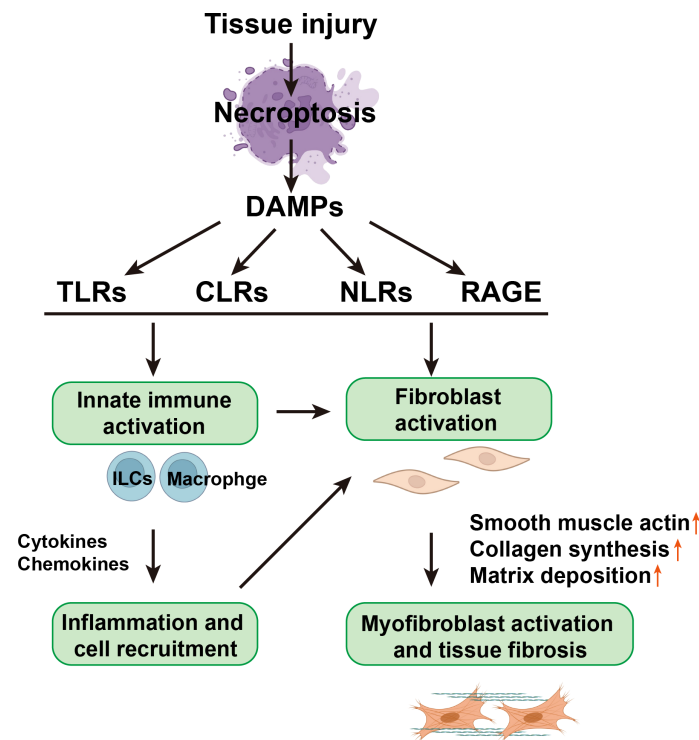 Tissue injury
Necroptosis
DAMPs
TLRs CLRs NLRs RAGE
Innate immune
activation
Fibroblast
activation
ILCs Macrophge
Cytokines
Chemokines
Smooth muscle actin↑
Collagen synthesis↑
Matrix deposition↑
Inflammation and
cell recruitment
Myofibroblast activation
and tissue fibrosis